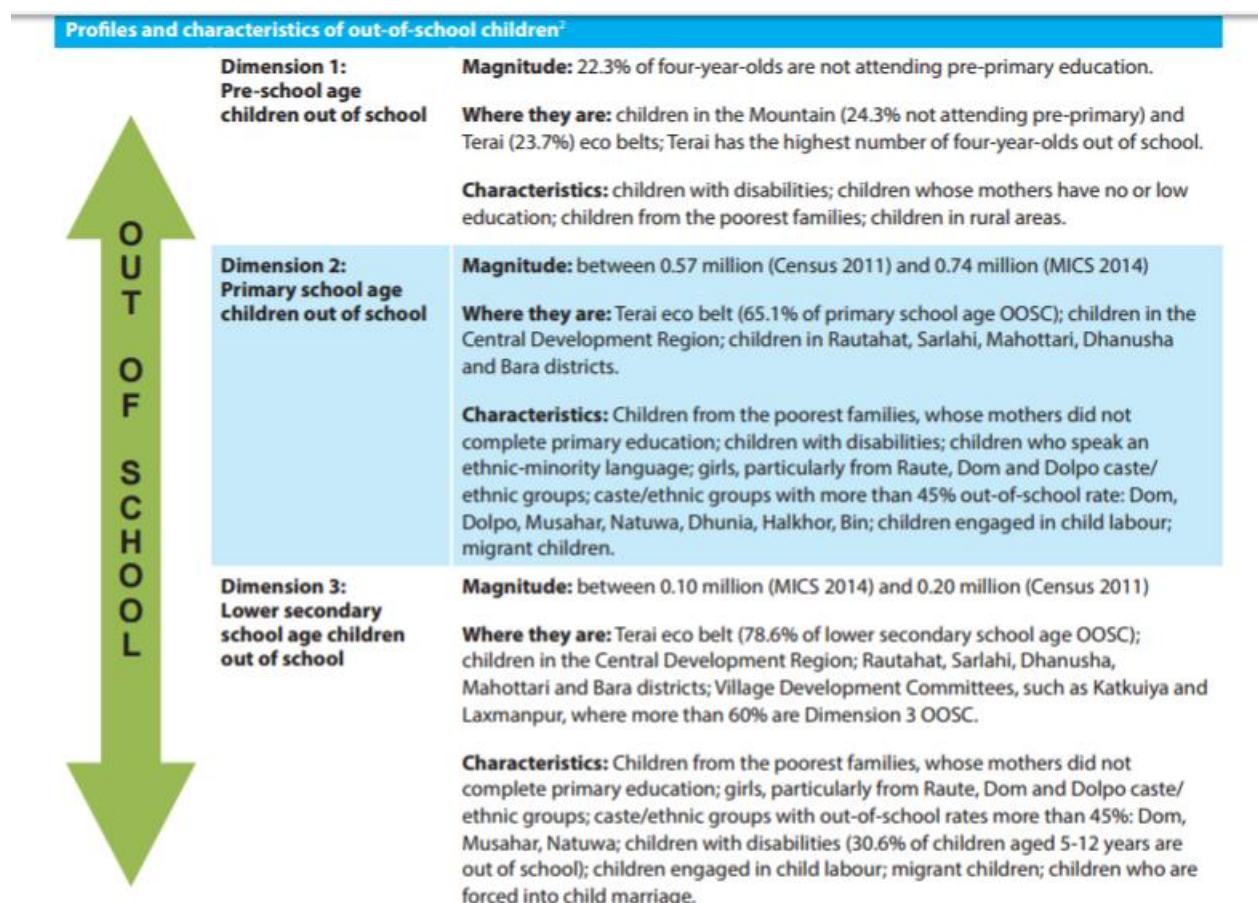 Profiles and characteristics of out-of-school children²
OUT OF SCHOOL
Dimension 1:
Pre-school age
children out of school
Magnitude: 22.3% of four-year-olds are not attending pre-primary education.
Where they are: children in the Mountain (24.3% not attending pre-primary) and
Terai (23.7%) eco belts; Terai has the highest number of four-year-olds out of school.
Characteristics: children with disabilities; children whose mothers have no or low
education; children from the poorest families; children in rural areas.
Dimension 2:
Primary school age
children out of school
Magnitude: between 0.57 million (Census 2011) and 0.74 million (MICS 2014)
Where they are: Terai eco belt (65.1% of primary school age OOSC); children in the
Central Development Region; children in Rautahat, Sarlahi, Mahottari, Dhanusha
and Bara districts.
Characteristics: Children from the poorest families, whose mothers did not
complete primary education; children with disabilities; children who speak an
ethnic-minority language; girls, particularly from Raute, Dom and Dolpo caste/
ethnic groups; caste/ethnic groups with more than 45% out-of-school rate: Dom,
Dolpo, Musahar, Natuwa, Dhunia, Halkhor, Bin; children engaged in child labour;
migrant children.
Dimension 3:
Lower secondary
school age children
out of school
Magnitude: between 0.10 million (MICS 2014) and 0.20 million (Census 2011)
Where they are: Terai eco belt (78.6% of lower secondary school age OOSC);
children in the Central Development Region; Rautahat, Sarlahi, Dhanusha,
Mahottari and Bara districts; Village Development Committees, such as Katkuiya and
Laxmanpur, where more than 60% are Dimension 3 OOSC.
Characteristics: Children from the poorest families, whose mothers did not
complete primary education; girls, particularly from Raute, Dom and Dolpo caste/
ethnic groups; caste/ethnic groups with out-of-school rates more than 45%: Dom,
Musahar, Natuwa; children with disabilities (30.6% of children aged 5-12 years are
out of school); children engaged in child labour; migrant children; children who are
forced into child marriage.